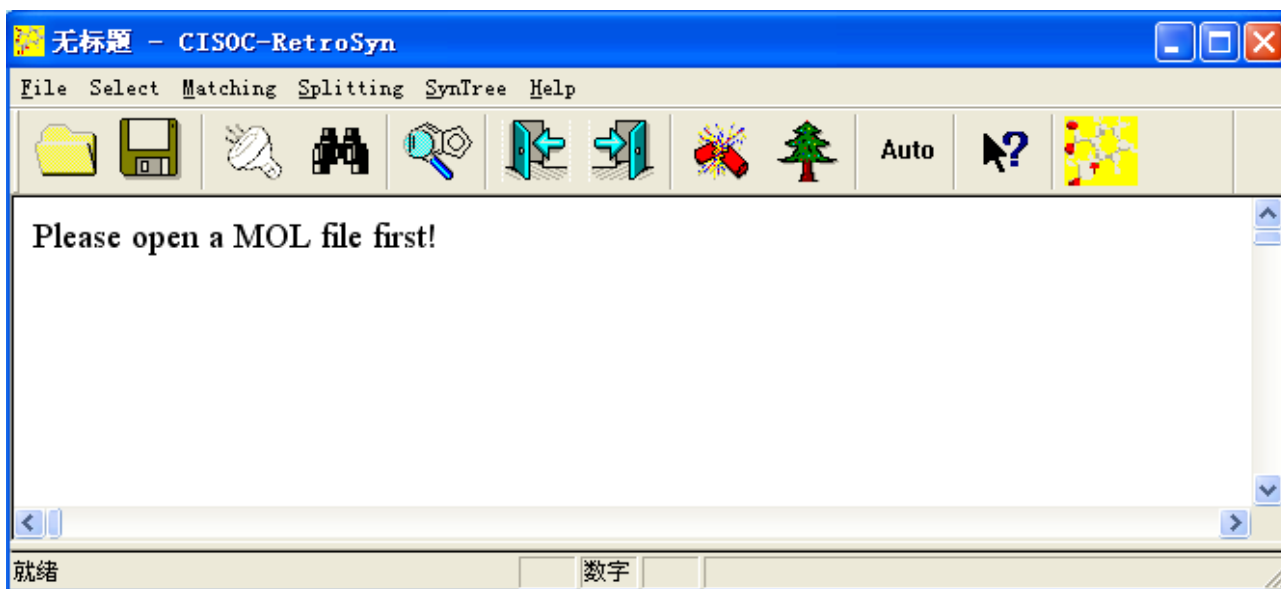 无标题 - CISOC-RetroSyn
File Select Matching Splitting SynTree Help
Auto
Please open a MOL file first!
就绪 数字